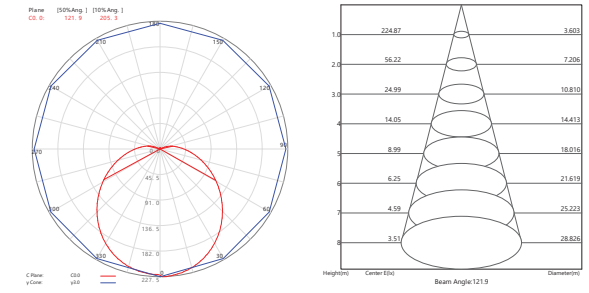 Plane [50%Ang. ] [10%Ang. ]
C0. 0: 121. 9 205. 3
180
210 150
240 120
270 90
300 60
330 30
0
0. 0
45. 5
91. 0
136. 5
182. 0
227. 5
C Plane: C0.0
γ Cone: γ3.0
1.0 224.87 3.603
2.0 56.22 7.206
3.0 24.99 10.810
4 14.05 14.413
5 8.99 18.016
6 6.25 21.619
7 4.59 25.223
8 3.51 28.826
Height(m) Center E(lx) Diameter(m)
Beam Angle:121.9